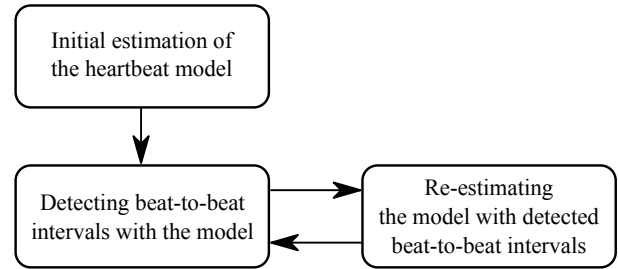 Initial estimation of
the heartbeat model
Detecting beat-to-beat
intervals with the model
Re-estimating
the model with detected
beat-to-beat intervals